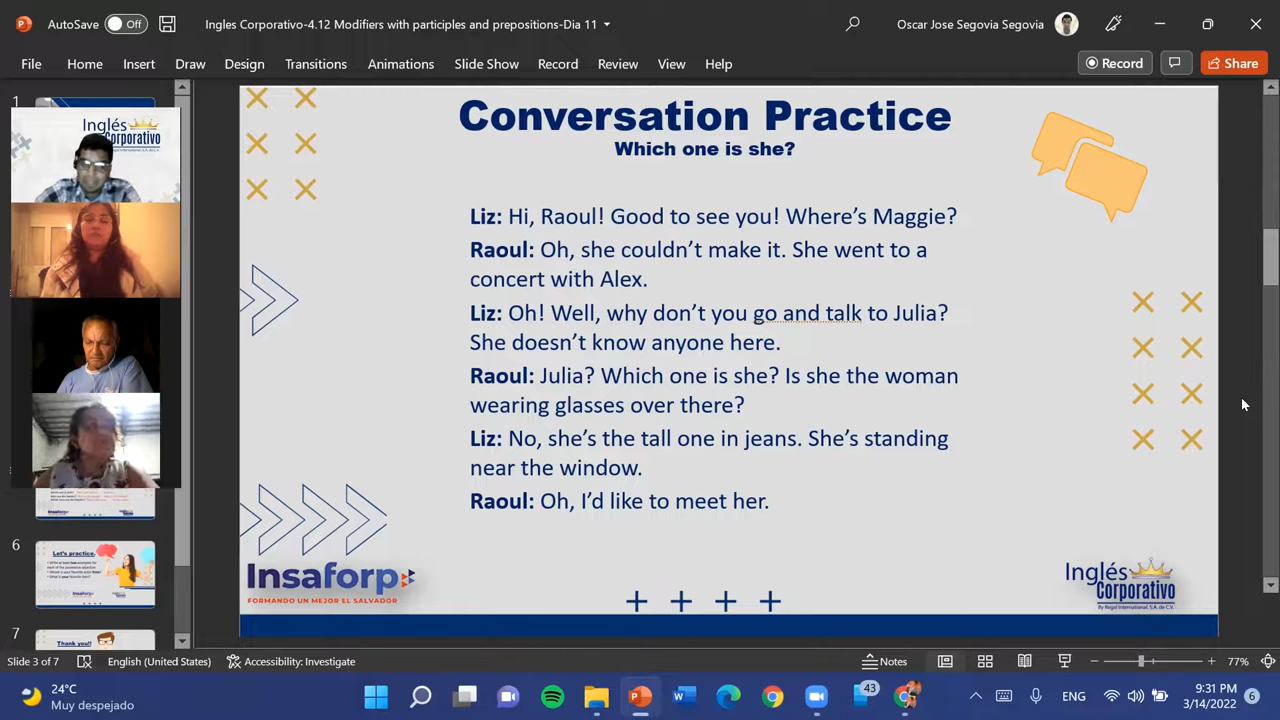 AutoSave Off
Ingles Corporativo-4.12 Modifiers with participles and prepositions-Dia 11
Oscar Jose Segovia Segovia
File Home Insert Draw Design Transitions Animations Slide Show Record Review View Help
Record
Share
1
Inglés
Corporativo
Conversation Practice
Which one is she?
Liz: Hi, Raoul! Good to see you! Where's Maggie?
Raoul: Oh, she couldn't make it. She went to a
concert with Alex.
Liz: Oh! Well, why don't you go and talk to Julia?
She doesn't know anyone here.
Raoul: Julia? Which one is she? Is she the woman
wearing glasses over there?
Liz: No, she's the tall one in jeans. She's standing
near the window.
Raoul: Oh, I'd like to meet her.
Insaforp
FORMANDO UN MEJOR EL SALVADOR
Inglés
Corporativo
By Regal International, S.A. de C.V.
6
Let's practice.
7
Thank you!!
Slide 3 of 7
English (United States)
Accessibility: Investigate
Notes
77%
24°C
Muy despejado
43
ENG
9:31 PM
3/14/2022
6